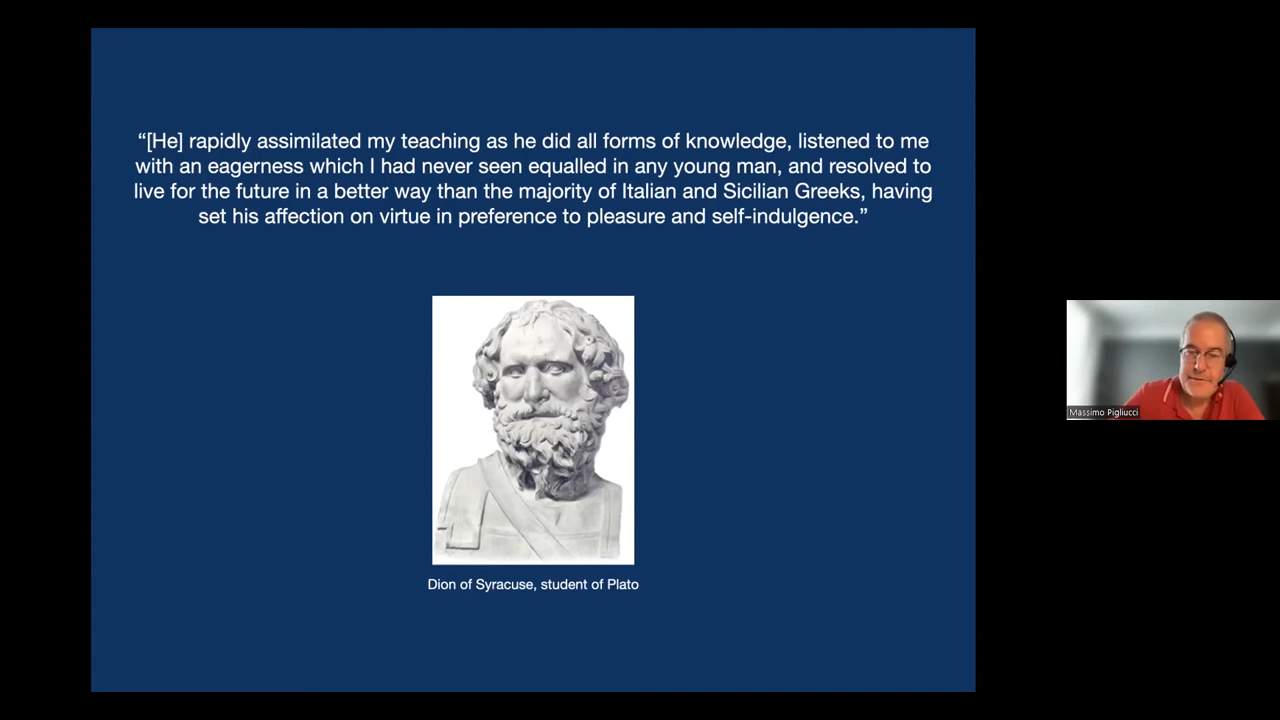 “[He] rapidly assimilated my teaching as he did all forms of knowledge, listened to me
with an eagerness which I had never seen equalled in any young man, and resolved to
live for the future in a better way than the majority of Italian and Sicilian Greeks, having
set his affection on virtue in preference to pleasure and self-indulgence.”
Dion of Syracuse, student of Plato
Massimo Pigliucci